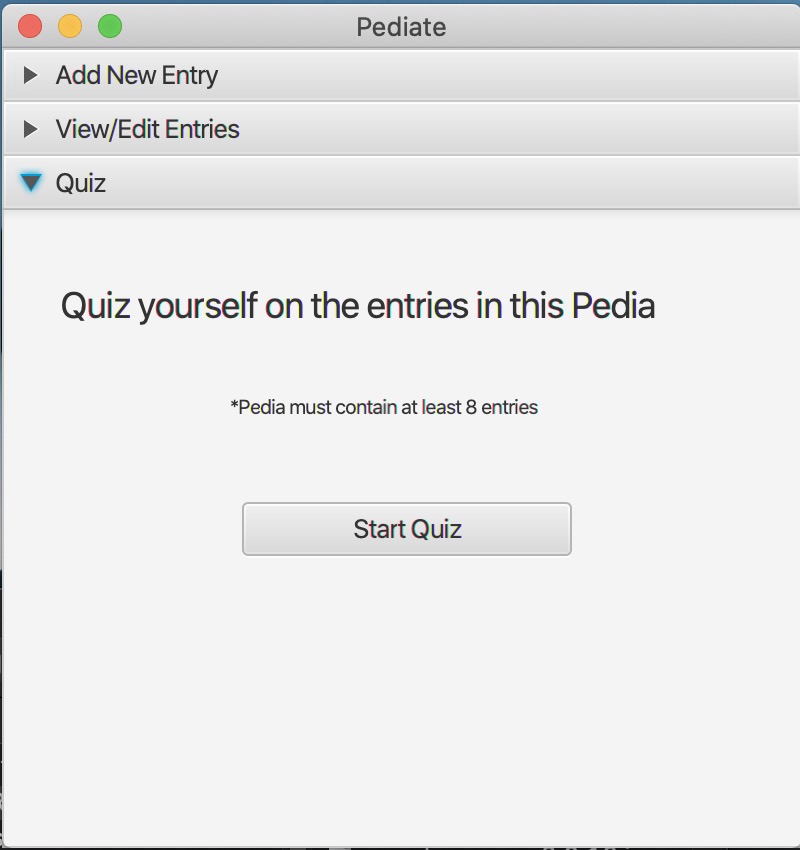 Pediate
Add New Entry
View/Edit Entries
Quiz
Quiz yourself on the entries in this Pedia
*Pedia must contain at least 8 entries
Start Quiz